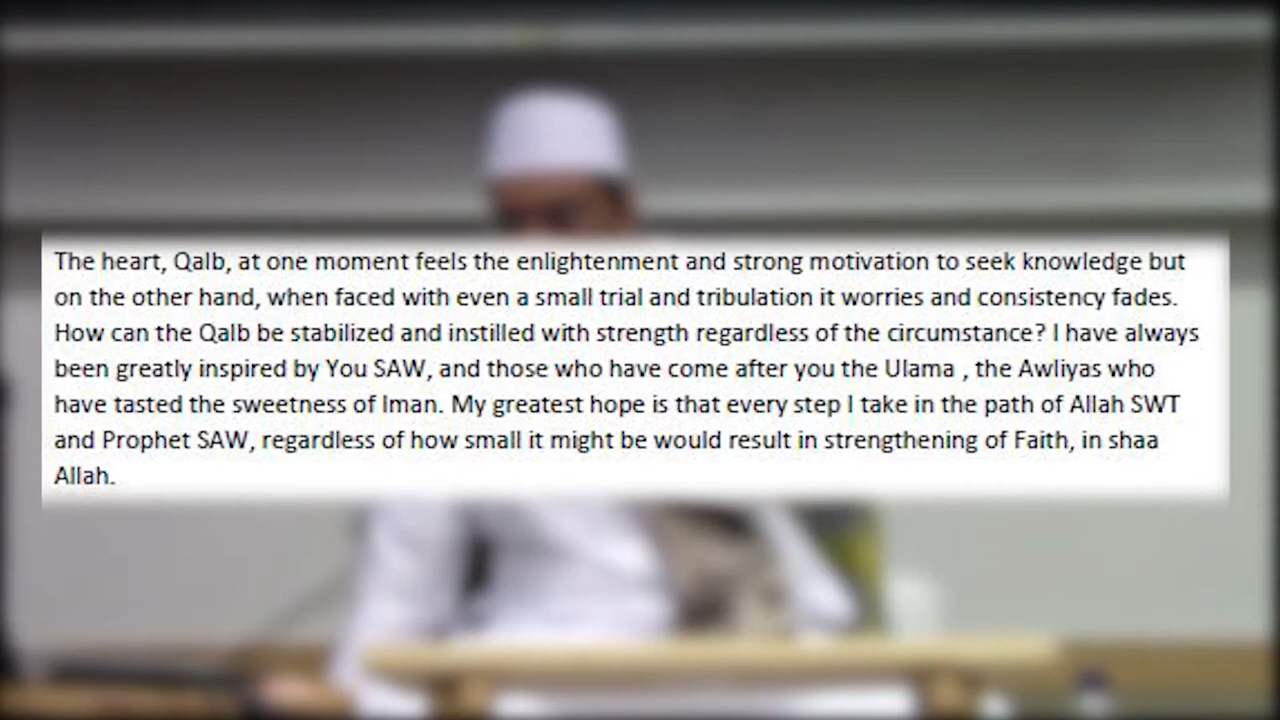 The heart, Qalb, at one moment feels the enlightenment and strong motivation to seek knowledge but
on the other hand, when faced with even a small trial and tribulation it worries and consistency fades.
How can the Qalb be stabilized and instilled with strength regardless of the circumstance? I have always
been greatly inspired by You SAW, and those who have come after you the Ulama , the Awliyas who
have tasted the sweetness of Iman. My greatest hope is that every step I take in the path of Allah SWT
and Prophet SAW, regardless of how small it might be would result in strengthening of Faith, in shaa
Allah.